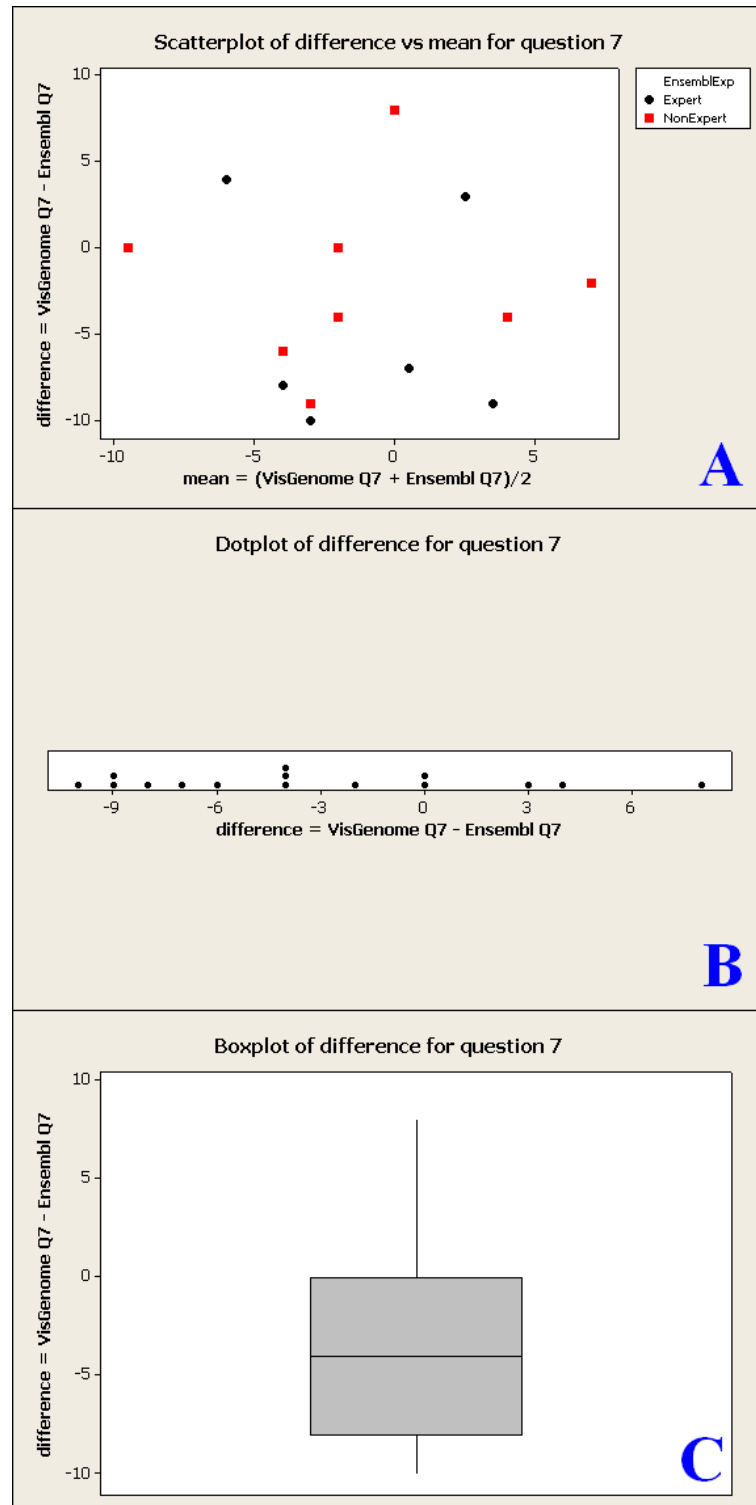 Scatterplot of difference vs mean for question 7
EnsemblExp
Expert
NonExpert
difference = VisGenome Q7 - Ensembl Q7
10
5
0
-5
-10
-10
-5
0
5
mean = (VisGenome Q7 + Ensembl Q7)/2
A
Dotplot of difference for question 7
-9
-6
-3
0
3
6
difference = VisGenome Q7 - Ensembl Q7
B
Boxplot of difference for question 7
difference = VisGenome Q7 - Ensembl Q7
10
5
0
-5
-10
C